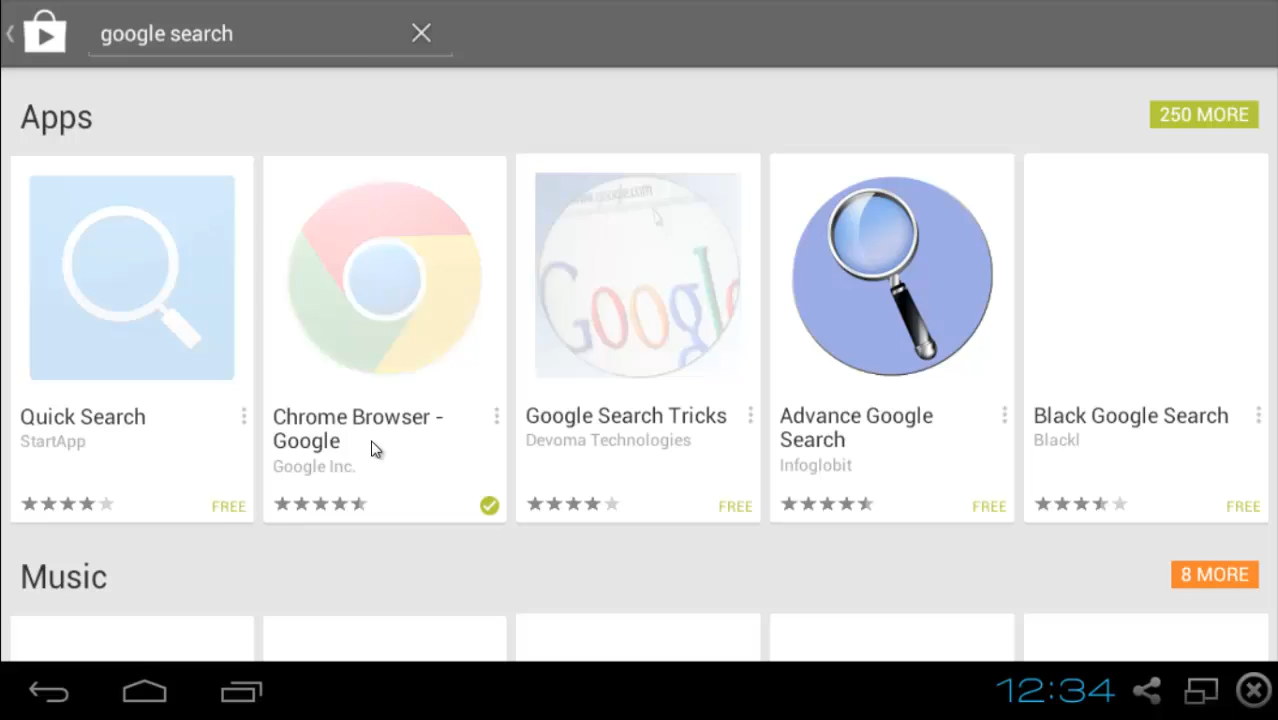 google search
Apps
250 MORE
Google
Quick Search
StartApp
FREE
Chrome Browser -
Google
Google Inc.
Google Search Tricks
Devoma Technologies
FREE
Advance Google
Search
Infoglobit
FREE
Black Google Search
Blackl
FREE
Music
8 MORE
12:34